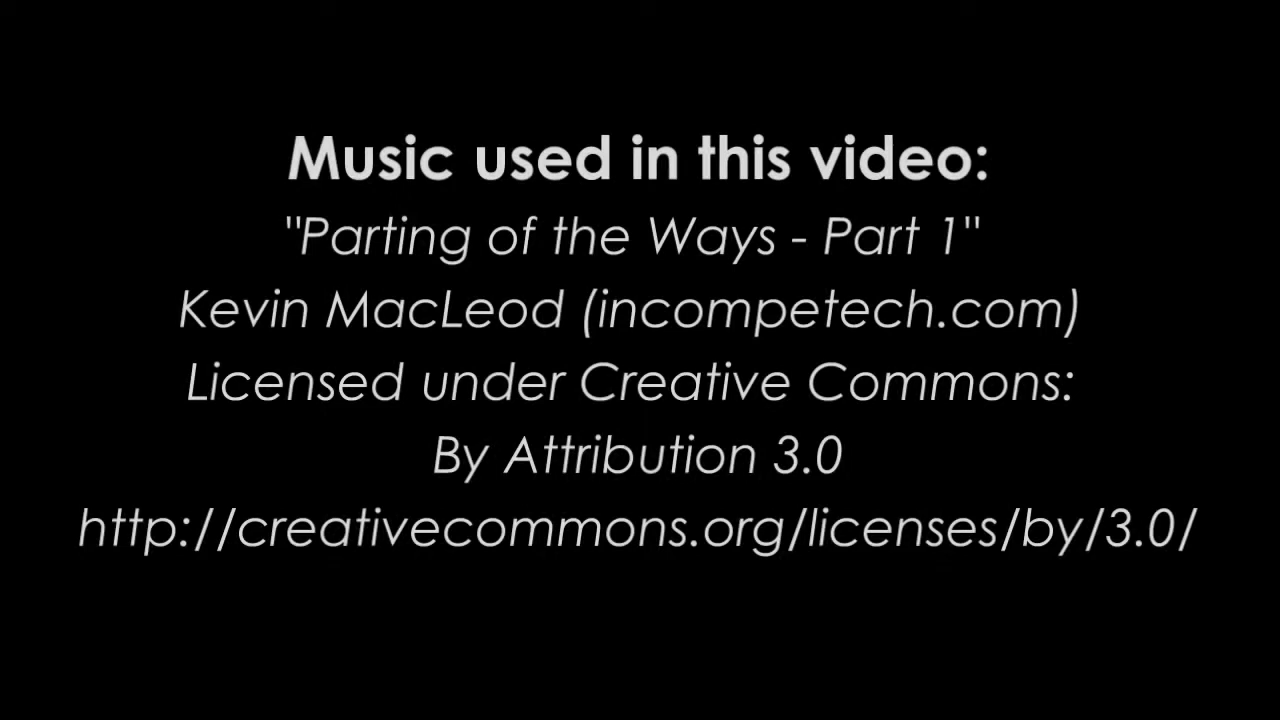 Music used in this video:
"Parting of the Ways - Part 1"
Kevin MacLeod (incompetech.com)
Licensed under Creative Commons:
By Attribution 3.0
http://creativecommons.org/licenses/by/3.0/